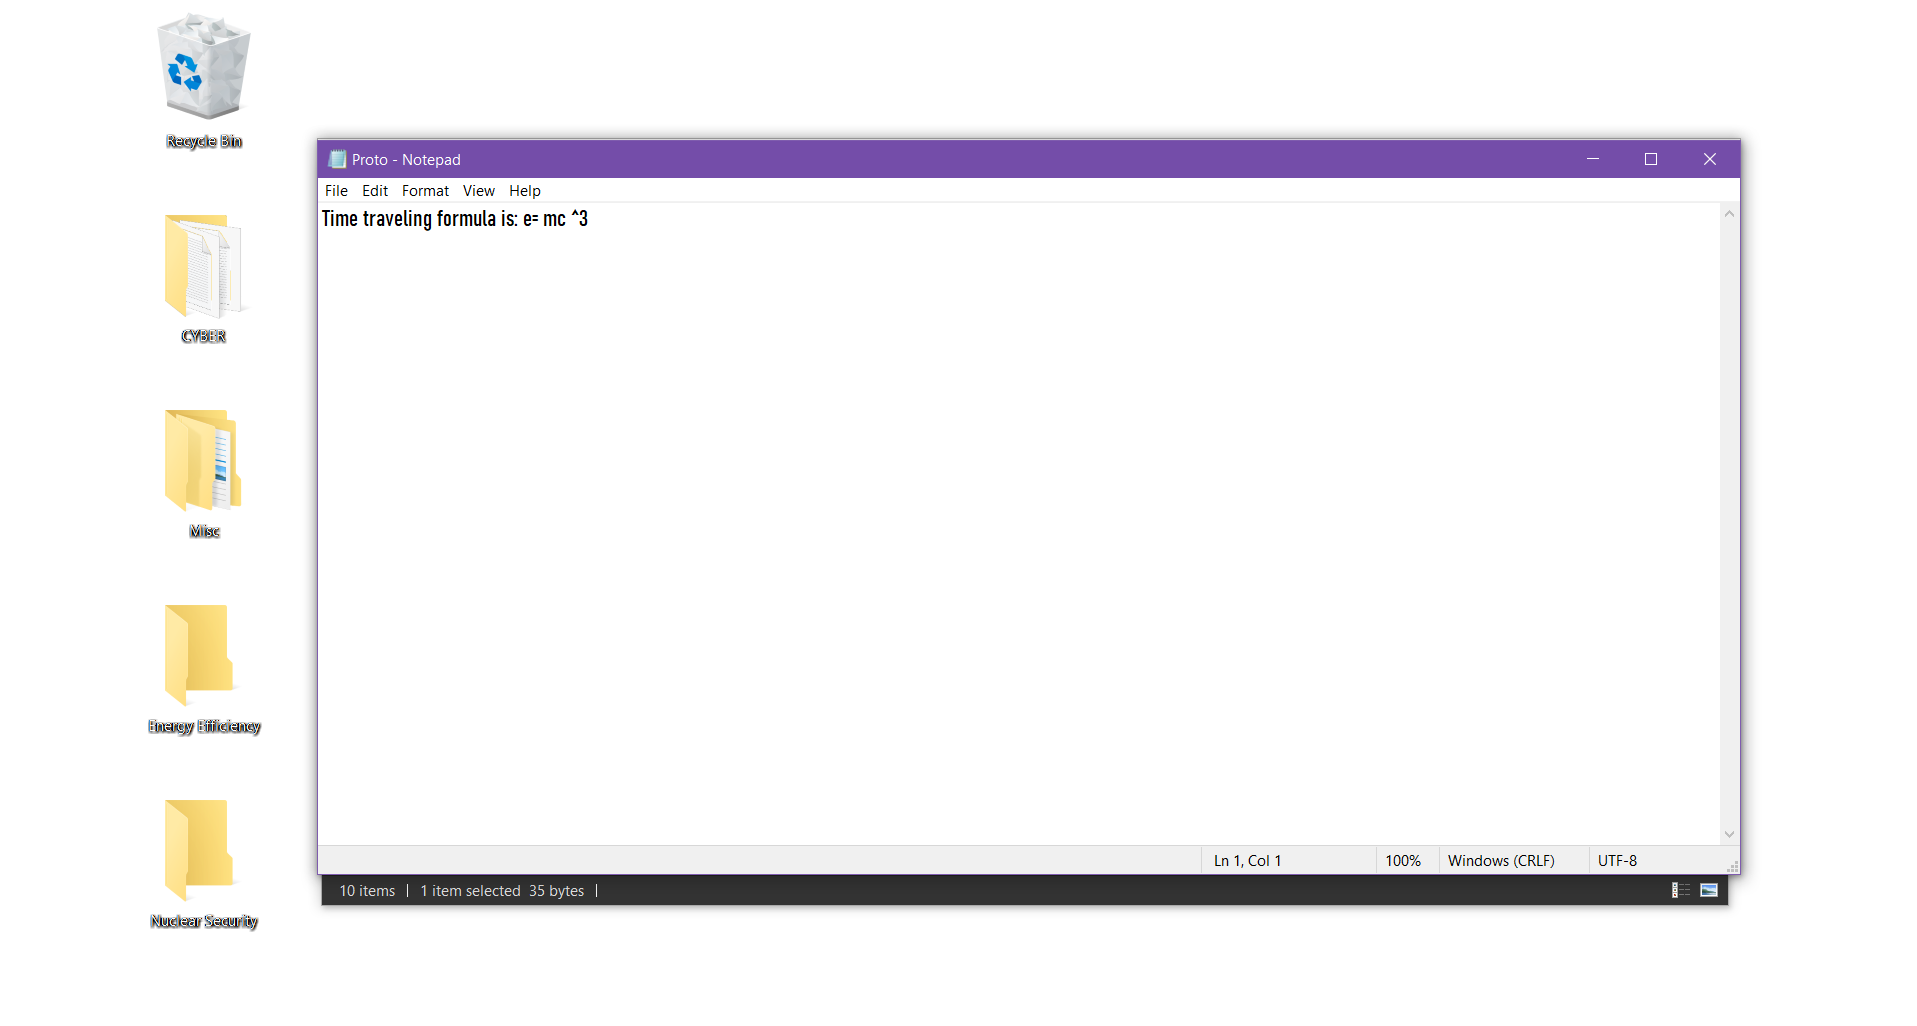 Recycle Bin
CYBER
Misc
Energy Efficiency
Nuclear Security
Proto - Notepad
File Edit Format View Help
Time traveling formula is: e= mc ^3
Ln 1, Col 1 100% Windows (CRLF) UTF-8
10 items | 1 item selected 35 bytes |